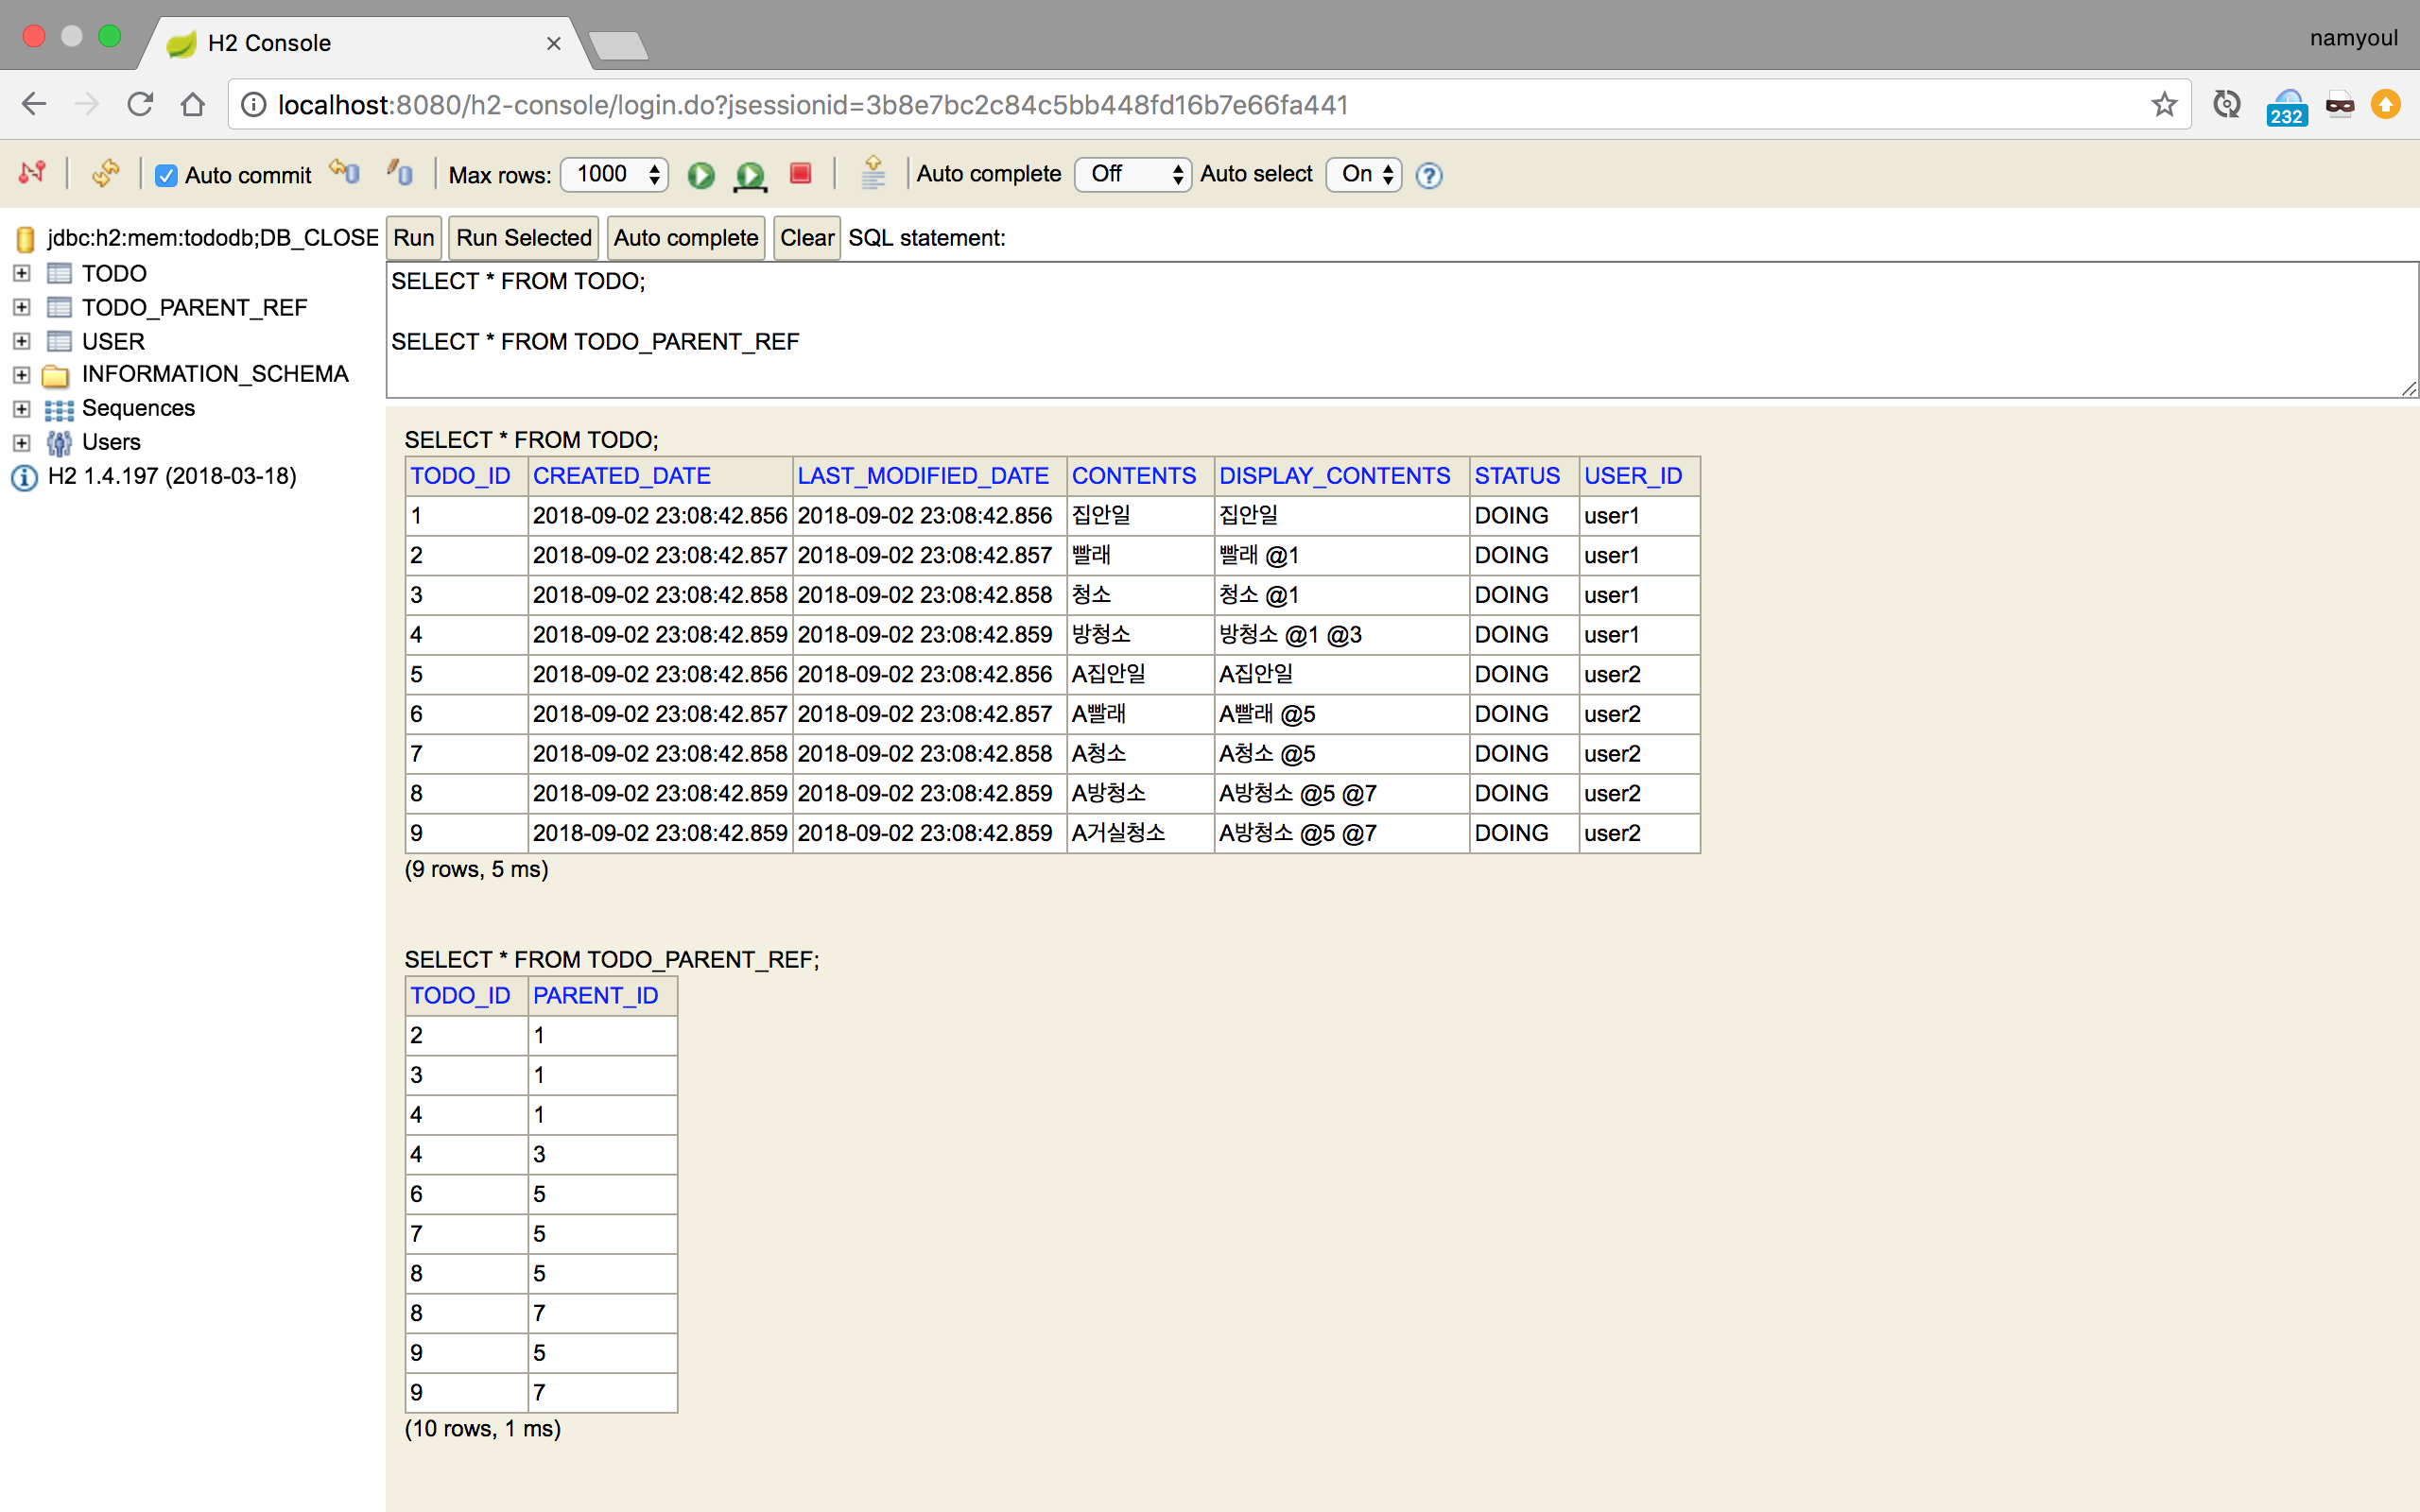 H2 Console
namyoul
localhost:8080/h2-console/login.do?jsessionid=3b8e7bc2c84c5bb448fd16b7e66fa441
232
Auto commit Max rows: 1000 Auto complete Off Auto select On
jdbc:h2:mem:tododb;DB_CLOSE
TODO
TODO_PARENT_REF
USER
INFORMATION_SCHEMA
Sequences
Users
H2 1.4.197 (2018-03-18)
Run Run Selected Auto complete Clear SQL statement:
SELECT * FROM TODO;
SELECT * FROM TODO_PARENT_REF
SELECT * FROM TODO;
TODO_ID CREATED_DATE LAST_MODIFIED_DATE CONTENTS DISPLAY_CONTENTS STATUS USER_ID
1 2018-09-02 23:08:42.856 2018-09-02 23:08:42.856 집안일 집안일 DOING user1
2 2018-09-02 23:08:42.857 2018-09-02 23:08:42.857 빨래 빨래 @1 DOING user1
3 2018-09-02 23:08:42.858 2018-09-02 23:08:42.858 청소 청소 @1 DOING user1
4 2018-09-02 23:08:42.859 2018-09-02 23:08:42.859 방청소 방청소 @1 @3 DOING user1
5 2018-09-02 23:08:42.856 2018-09-02 23:08:42.856 A집안일 A집안일 DOING user2
6 2018-09-02 23:08:42.857 2018-09-02 23:08:42.857 A빨래 A빨래 @5 DOING user2
7 2018-09-02 23:08:42.858 2018-09-02 23:08:42.858 A청소 A청소 @5 DOING user2
8 2018-09-02 23:08:42.859 2018-09-02 23:08:42.859 A방청소 A방청소 @5 @7 DOING user2
9 2018-09-02 23:08:42.859 2018-09-02 23:08:42.859 A거실청소 A방청소 @5 @7 DOING user2
(9 rows, 5 ms)
SELECT * FROM TODO_PARENT_REF;
TODO_ID PARENT_ID
2 1
3 1
4 1
4 3
6 5
7 5
8 5
8 7
9 5
9 7
(10 rows, 1 ms)